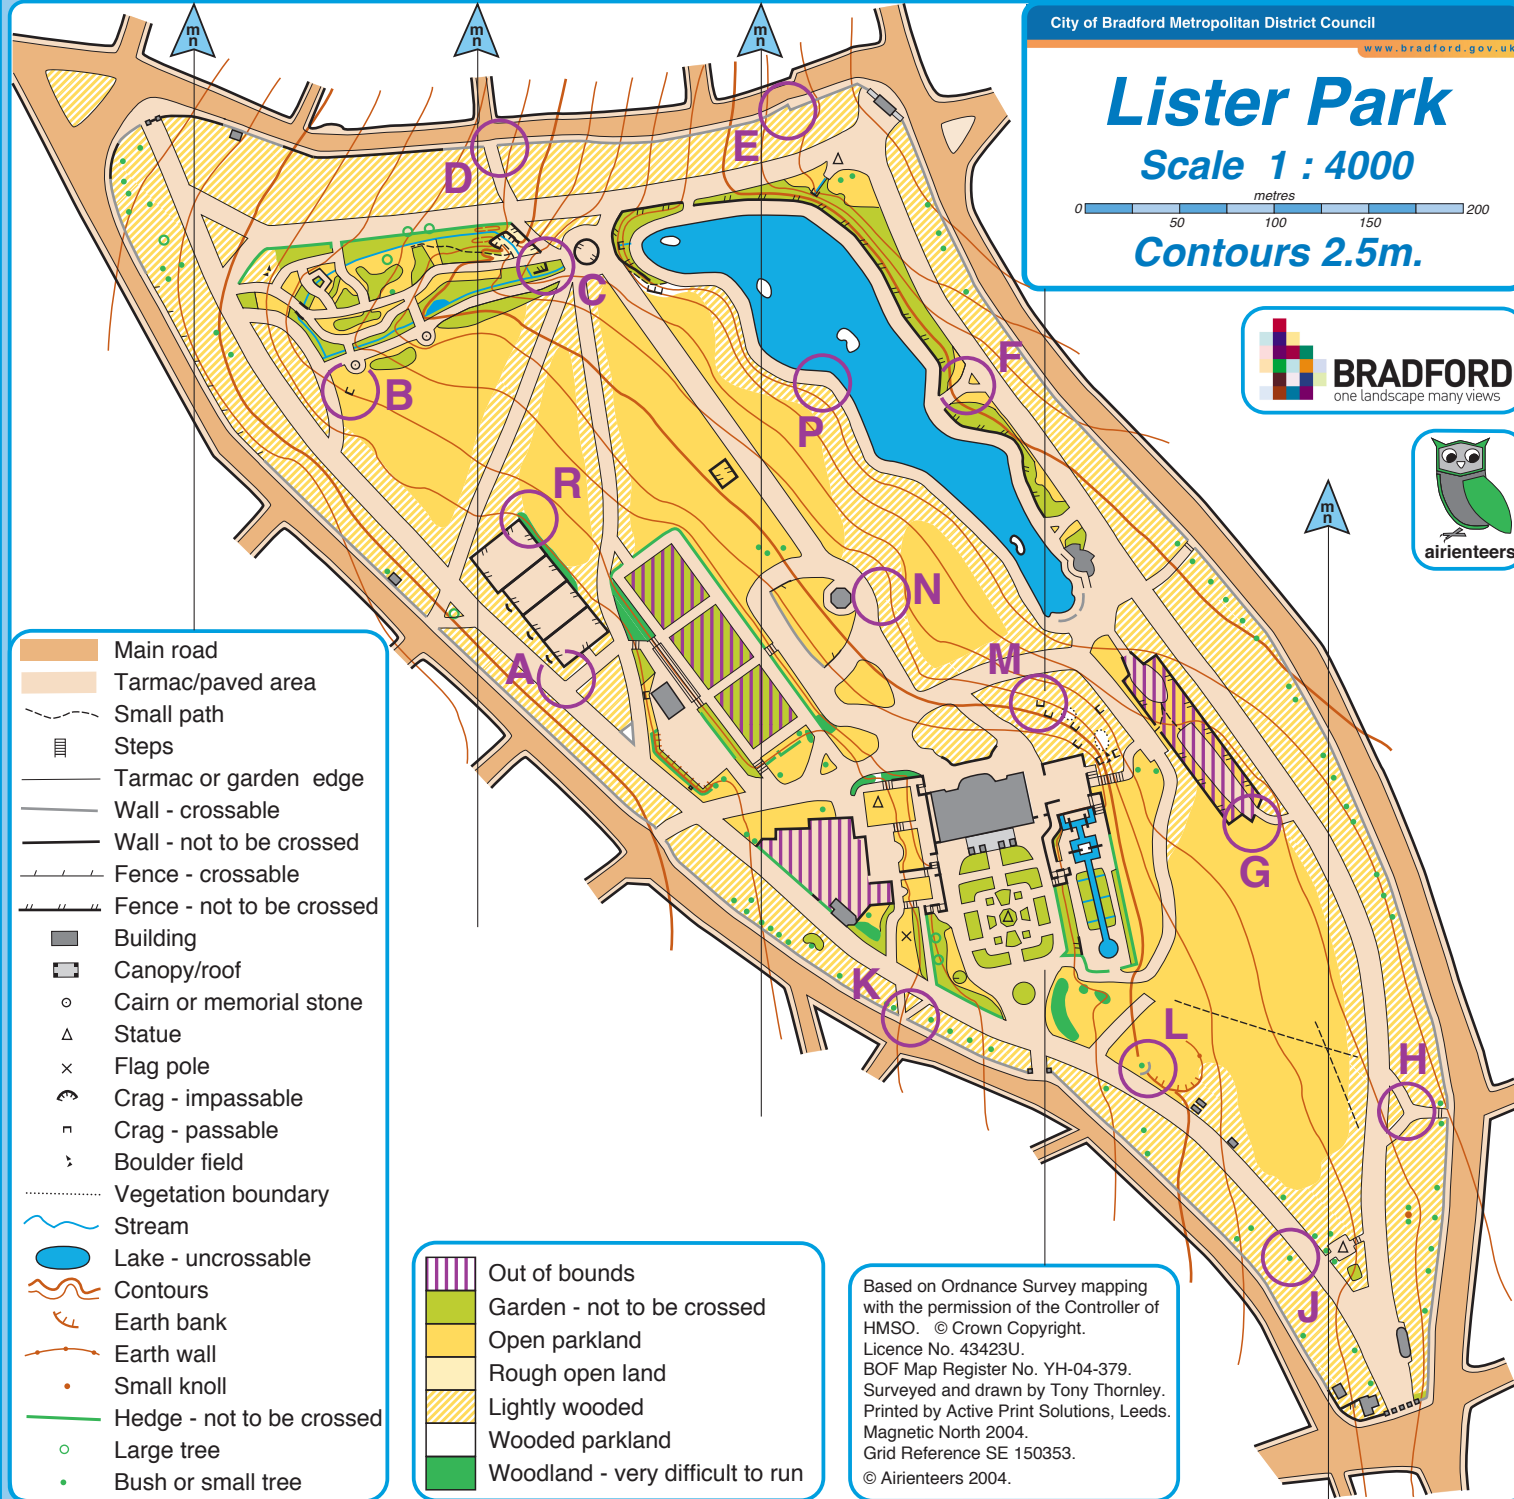 m
n
m
n
m
n
City of Bradford Metropolitan District Council
www.bradford.gov.uk
Lister Park
Scale 1 : 4000
metres
0 50 100 150 200
Contours 2.5m.
BRADFORD
one landscape many views
airienteers
m
n
E
D
C
F
B
P
R
N
M
A
G
K
L
H
J
Main road
Tarmac/paved area
Small path
Steps
Tarmac or garden edge
Wall - crossable
Wall - not to be crossed
Fence - crossable
Fence - not to be crossed
Building
Canopy/roof
Cairn or memorial stone
Statue
Flag pole
Crag - impassable
Crag - passable
Boulder field
Vegetation boundary
Stream
Lake - uncrossable
Contours
Earth bank
Earth wall
Small knoll
Hedge - not to be crossed
Large tree
Bush or small tree
Out of bounds
Garden - not to be crossed
Open parkland
Rough open land
Lightly wooded
Wooded parkland
Woodland - very difficult to run
Based on Ordnance Survey mapping
with the permission of the Controller of
HMSO. © Crown Copyright.
Licence No. 43423U.
BOF Map Register No. YH-04-379.
Surveyed and drawn by Tony Thornley.
Printed by Active Print Solutions, Leeds.
Magnetic North 2004.
Grid Reference SE 150353.
© Airienteers 2004.